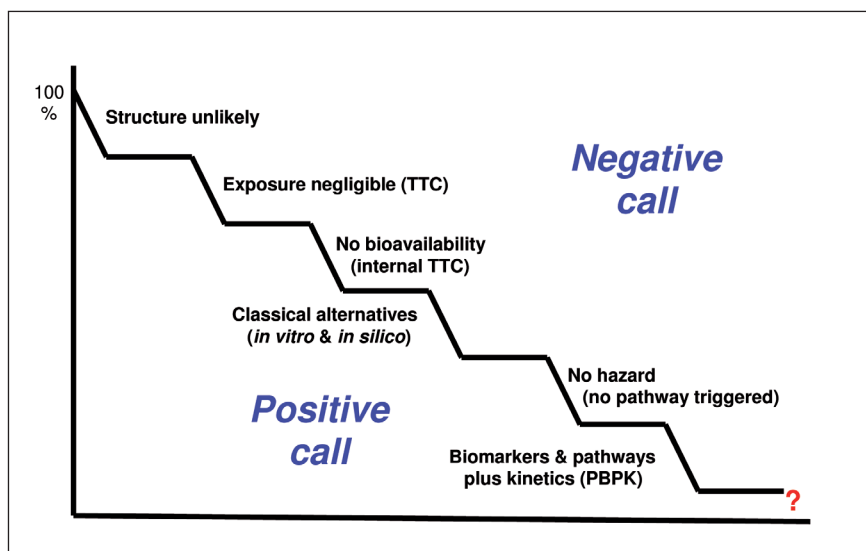 100
%
Structure unlikely
Negative
call
Exposure negligible (TTC)
No bioavailability
(internal TTC)
Classical alternatives
(in vitro & in silico)
No hazard
(no pathway triggered)
Positive
call
Biomarkers & pathways
plus kinetics (PBPK)
?